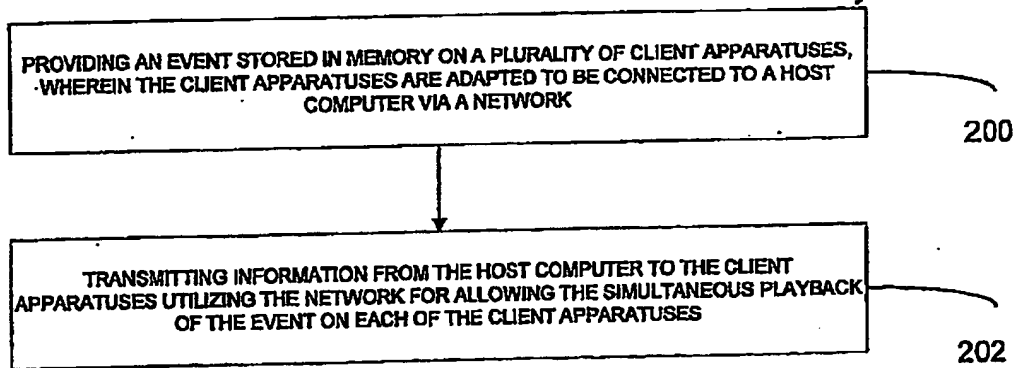 PROVIDING AN EVENT STORED IN MEMORY ON A PLURALITY OF CLIENT APPARATUSES,
WHEREIN THE CLIENT APPARATUSES ARE ADAPTED TO BE CONNECTED TO A HOST
COMPUTER VIA A NETWORK
200
TRANSMITTING INFORMATION FROM THE HOST COMPUTER TO THE CLIENT
APPARATUSES UTILIZING THE NETWORK FOR ALLOWING THE SIMULTANEOUS PLAYBACK
OF THE EVENT ON EACH OF THE CLIENT APPARATUSES
202